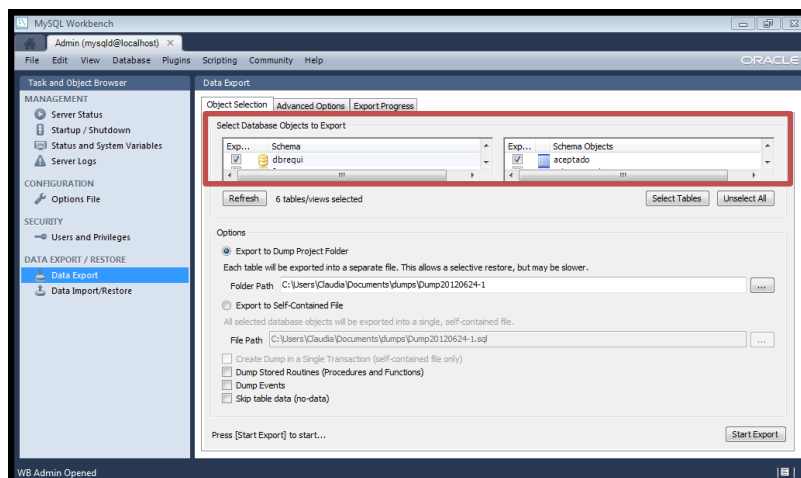 MySQL Workbench
Admin (mysqld@localhost)
File Edit View Database Plugins Scripting Community Help
ORACLE
Task and Object Browser
MANAGEMENT
Server Status
Startup / Shutdown
Status and System Variables
Server Logs
CONFIGURATION
Options File
SECURITY
Users and Privileges
DATA EXPORT / RESTORE
Data Export
Data Import/Restore
Data Export
Object Selection Advanced Options Export Progress
Select Database Objects to Export
Exp... Schema
dbrequi
Exp... Schema Objects
aceptado
Refresh 6 tables/views selected Select Tables Unselect All
Options
Export to Dump Project Folder
Each table will be exported into a separate file. This allows a selective restore, but may be slower.
Folder Path C:\Users\Claudia\Documents\dumps\Dump20120624-1 ...
Export to Self-Contained File
All selected database objects will be exported into a single, self-contained file.
File Path C:\Users\Claudia\Documents\dumps\Dump20120624-1.sql ...
Create Dump in a Single Transaction (self-contained file only)
Dump Stored Routines (Procedures and Functions)
Dump Events
Skip table data (no-data)
Press [Start Export] to start... Start Export
WB Admin Opened